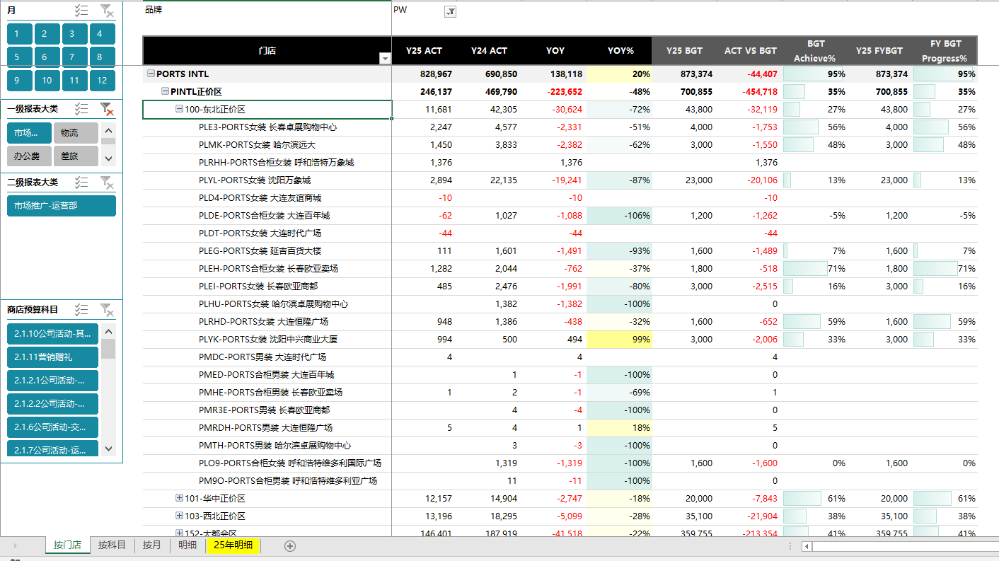 月
1 2 3 4
5 6 7 8
9 10 11 12
一级报表大类
市场... 物流
办公费 差旅
二级报表大类
市场推广-运营部
商店预算科目
2.1.10公司活动-其...
2.1.11营销赠礼
2.1.2.1公司活动-...
2.1.2.2公司活动-...
2.1.6公司活动-交...
2.1.7公司活动-运...
品牌 PW
门店 Y25 ACT Y24 ACT YOY YOY% Y25 BGT ACT VS BGT BGT Achieve% Y25 FYBGT FY BGT Progress%
PORTS INTL 828,967 690,850 138,118 20% 873,374 -44,407 95% 873,374 95%
PINTL正价区 246,137 469,790 -223,652 -48% 700,855 -454,718 35% 700,855 35%
100-东北正价区 11,681 42,305 -30,624 -72% 43,800 -32,119 27% 43,800 27%
PLE3-PORTS女装 长春卓展购物中心 2,247 4,577 -2,331 -51% 4,000 -1,753 56% 4,000 56%
PLMK-PORTS女装 哈尔滨远大 1,450 3,833 -2,382 -62% 3,000 -1,550 48% 3,000 48%
PLRHH-PORTS合柜女装 呼和浩特万象城 1,376 1,376 1,376
PLYL-PORTS女装 沈阳万象城 2,894 22,135 -19,241 -87% 23,000 -20,106 13% 23,000 13%
PLD4-PORTS女装 大连友谊商城 -10 -10 -10
PLDE-PORTS合柜女装 大连百年城 -62 1,027 -1,088 -106% 1,200 -1,262 -5% 1,200 -5%
PLDT-PORTS女装 大连时代广场 -44 -44 -44
PLEG-PORTS女装 延吉百货大楼 111 1,601 -1,491 -93% 1,600 -1,489 7% 1,600 7%
PLEH-PORTS合柜女装 长春欧亚卖场 1,282 2,044 -762 -37% 1,800 -518 71% 1,800 71%
PLEI-PORTS女装 长春欧亚商都 485 2,476 -1,991 -80% 3,000 -2,515 16% 3,000 16%
PLHU-PORTS女装 哈尔滨卓展购物中心 1,382 -1,382 -100% 0
PLRHD-PORTS女装 大连恒隆广场 948 1,386 -438 -32% 1,600 -652 59% 1,600 59%
PLYK-PORTS女装 沈阳中兴商业大厦 994 500 494 99% 3,000 -2,006 33% 3,000 33%
PMDC-PORTS男装 大连时代广场 4 4 4
PMED-PORTS合柜男装 大连百年城 1 -1 -100% 0
PMHE-PORTS合柜男装 长春欧亚卖场 1 2 -1 -69% 1
PMR3E-PORTS男装 长春欧亚商都 4 -4 -100% 0
PMRDH-PORTS男装 大连恒隆广场 5 4 1 18% 5
PMTH-PORTS男装 哈尔滨卓展购物中心 3 -3 -100% 0
PLO9-PORTS合柜女装 呼和浩特维多利国际广场 1,319 -1,319 -100% 1,600 -1,600 0% 1,600 0%
PM9O-PORTS合柜男装 呼和浩特维多利亚广场 11 -11 -100% 0
101-华中正价区 12,157 14,904 -2,747 -18% 20,000 -7,843 61% 20,000 61%
103-西北正价区 13,196 18,295 -5,099 -28% 35,100 -21,904 38% 35,100 38%
152-大都会区 146,401 187,919 -41,518 -22% 359,755 -213,354 41% 359,755 41%
按门店 按科目 按月 明细 25年明细